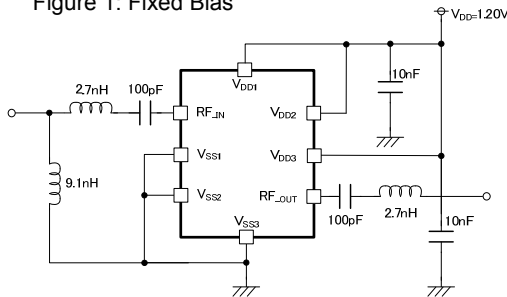 Figure 1: Fixed Bias
VDD=1.20V
VDD1
10nF
2.7nH
100pF
RF_IN
VDD2
VSS1
VDD3
9.1nH
VSS2
RF_OUT
VSS3
100pF
2.7nH
10nF